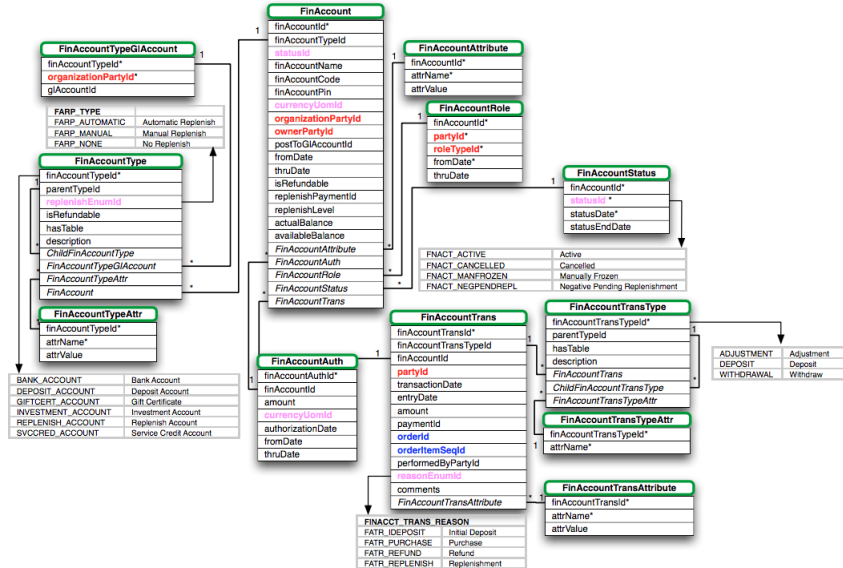 FinAccount
finAccountId*
finAccountTypeId
statusId
finAccountName
finAccountCode
finAccountPin
currencyUomId
organizationPartyId
ownerPartyId
postToGlAccountId
fromDate
thruDate
isRefundable
replenishPaymentId
replenishLevel
actualBalance
availableBalance
FinAccountAttribute
FinAccountAuth
FinAccountRole
FinAccountStatus
FinAccountTrans
FinAccountTypeGlAccount
finAccountTypeId*
organizationPartyId*
glAccountId
FARP_TYPE
FARP_AUTOMATIC Automatic Replenish
FARP_MANUAL Manual Replenish
FARP_NONE No Replenish
FinAccountType
finAccountTypeId*
parentTypeId
replenishEnumId
isRefundable
hasTable
description
ChildFinAccountType
FinAccountTypeGlAccount
FinAccountTypeAttr
FinAccount
FinAccountTypeAttr
finAccountTypeId*
attrName*
attrValue
BANK_ACCOUNT Bank Account
DEPOSIT_ACCOUNT Deposit Account
GIFTCERT_ACCOUNT Gift Certificate
INVESTMENT_ACCOUNT Investment Account
REPLENISH_ACCOUNT Replenish Account
SVCCRED_ACCOUNT Service Credit Account
FinAccountAttribute
finAccountId*
attrName*
attrValue
FinAccountRole
finAccountId*
partyId*
roleTypeId*
fromDate*
thruDate
FinAccountStatus
finAccountId*
statusId *
statusDate*
statusEndDate
FNACT_ACTIVE Active
FNACT_CANCELLED Cancelled
FNACT_MANFROZEN Manually Frozen
FNACT_NEGPENDREPL Negative Pending Replenishment
FinAccountAuth
finAccountAuthId*
finAccountId
amount
currencyUomId
authorizationDate
fromDate
thruDate
FinAccountTrans
finAccountTransId*
finAccountTransTypeId
finAccountId
partyId
transactionDate
entryDate
amount
paymentId
orderId
orderItemSeqId
performedByPartyId
reasonEnumId
comments
FinAccountTransAttribute
FINACCT_TRANS_REASON
FATR_IDEPOSIT Initial Deposit
FATR_PURCHASE Purchase
FATR_REFUND Refund
FATR_REPLENISH Replenishment
FinAccountTransType
finAccountTransTypeId*
parentTypeId
hasTable
description
FinAccountTrans
ChildFinAccountTransType
FinAccountTransTypeAttr
ADJUSTMENT Adjustment
DEPOSIT Deposit
WITHDRAWAL Withdraw
FinAccountTransTypeAttr
finAccountTransTypeId*
attrName*
FinAccountTransAttribute
finAccountTransId*
attrName*
attrValue